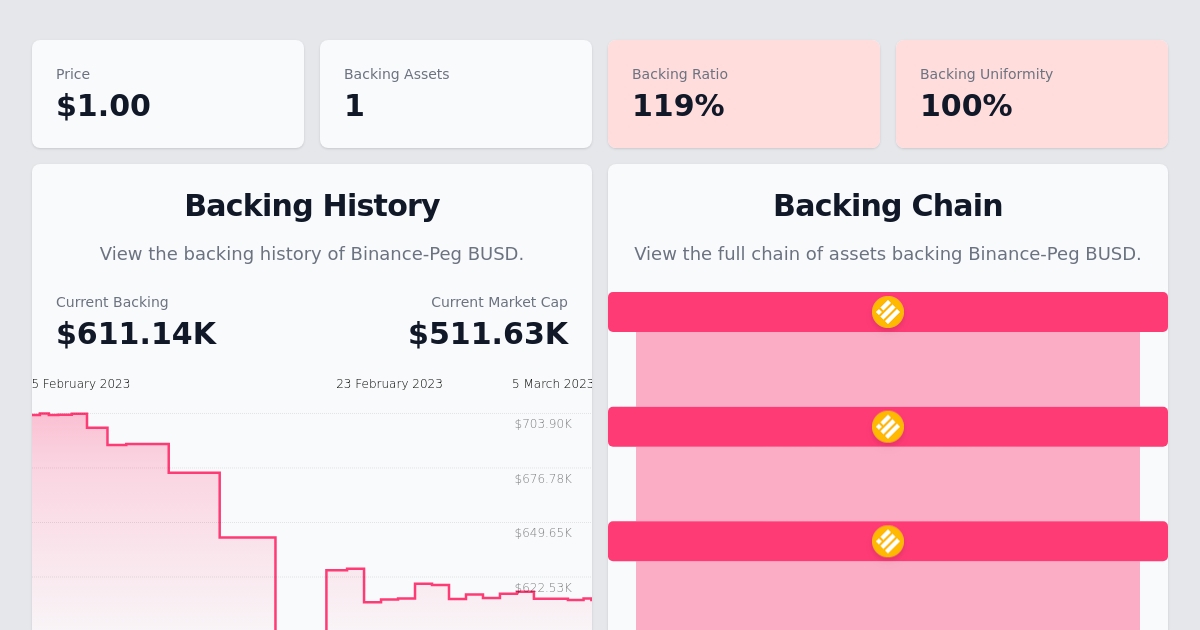 Price
$1.00
Backing Assets
1
Backing Ratio
119%
Backing Uniformity
100%
Backing History
View the backing history of Binance-Peg BUSD.
Current Backing
$611.14K
Current Market Cap
$511.63K
5 February 2023
23 February 2023
5 March 2023
$703.90K
$676.78K
$649.65K
$622.53K
Backing Chain
View the full chain of assets backing Binance-Peg BUSD.